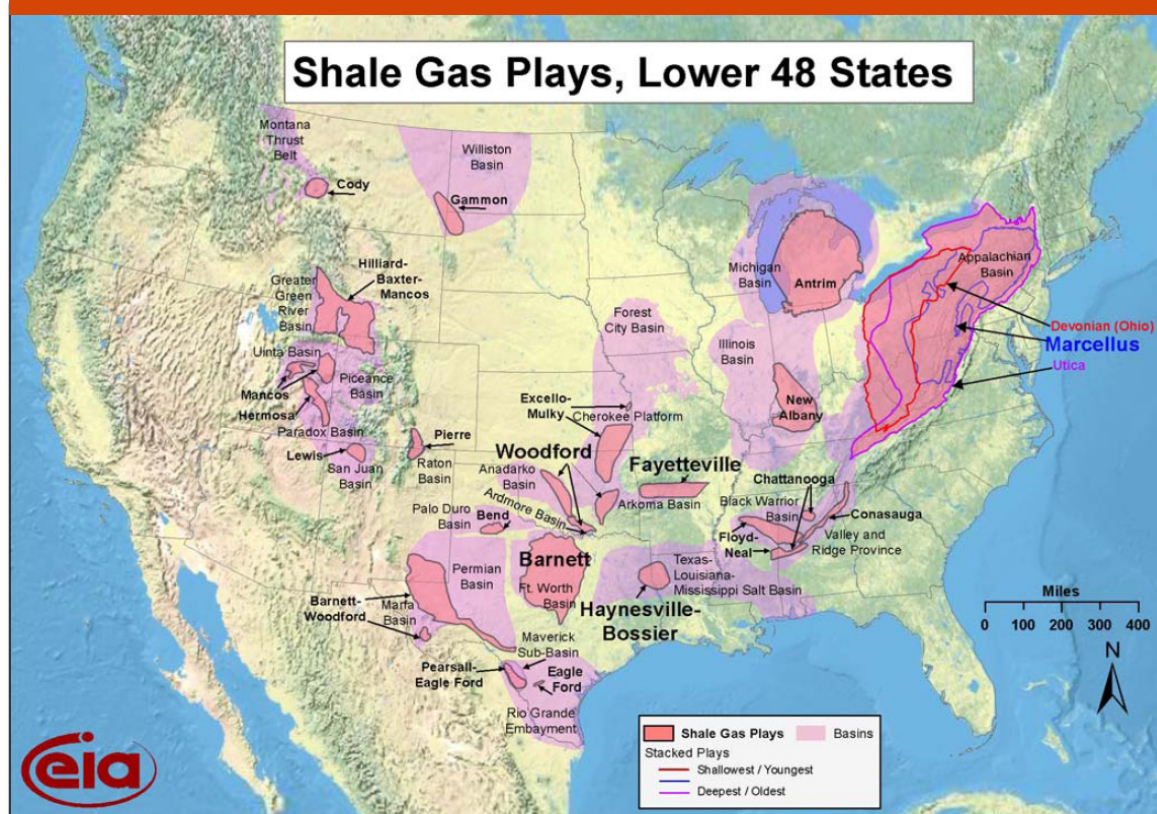 Shale Gas Plays, Lower 48 States
Montana
Thrust
Belt
Cody
Williston
Basin
Gammon
Hilliard-
Baxter-
Mancos
Greater
Green
River
Basin
Uinta Basin
Mancos
Piceance
Basin
Hermosa
Paradox Basin
Lewis
San Juan
Basin
Pierre
Raton
Basin
Michigan
Basin
Antrim
Forest
City Basin
Illinois
Basin
New
Albany
Excello-
Mulky
Cherokee Platform
Appalachian
Basin
Devonian (Ohio)
Marcellus
Utica
Woodford
Anadarko
Basin
Ardmore Basin
Fayetteville
Arkoma Basin
Palo Duro
Basin
Bend
Chattanooga
Black Warrior
Basin
Conasauga
Floyd-
Neal
Valley and
Ridge Province
Permian
Basin
Barnett
Ft. Worth
Basin
Texas-
Louisiana-
Mississippi Salt Basin
Haynesville-
Bossier
Barnett-
Woodford
Marfa
Basin
Maverick
Sub-Basin
Pearsall-
Eagle Ford
Eagle
Ford
Rio Grande
Embayment
Miles
0 100 200 300 400
N
Shale Gas Plays Basins
Stacked Plays
Shallowest / Youngest
Deepest / Oldest
eia